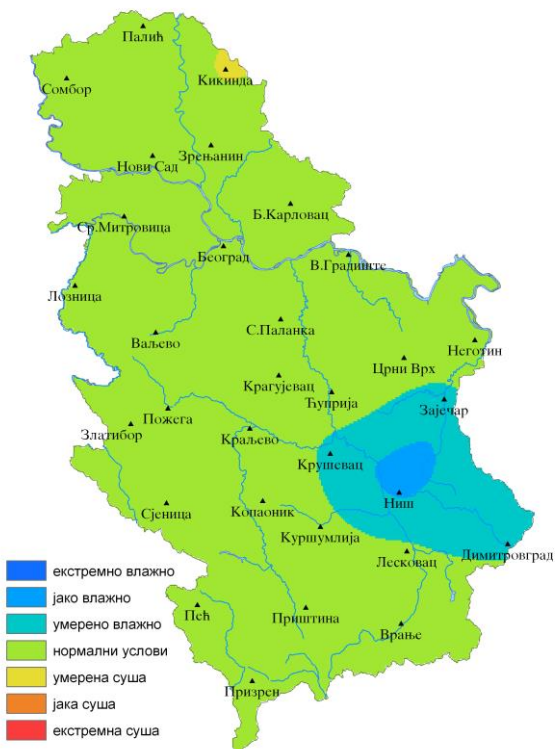 Палић
Кикинда
Сомбор
Зрењанин
Нови Сад
Б.Карловац
Ср.Митровица
Београд
В.Градиште
Лозница
С.Паланка
Ваљево
Неготин
Црни Врх
Крагујевац
Ћуприја
Зајечар
Пожега
Златибор
Краљево
Крушевац
Ниш
Копаоник
Сјеница
Куршумлија
Лесковац
Димитровград
Пећ
Приштина
Врање
Призрен
екстремно влажно
јако влажно
умерено влажно
нормални услови
умерена суша
јака суша
екстремна суша